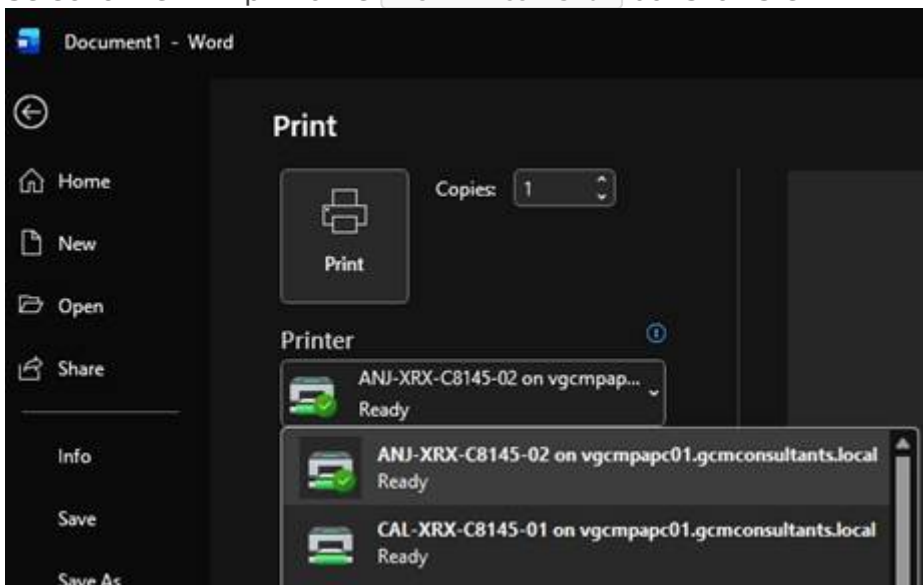 Document1 - Word
Print
Home
Copies: 1
New
Print
Open
Printer
Share
ANJ-XRX-C8145-02 on vgcmpap...
Ready
Info
ANJ-XRX-C8145-02 on vgcmpapc01.gcmconsultants.local
Ready
Save
CAL-XRX-C8145-01 on vgcmpapc01.gcmconsultants.local
Ready
Save As